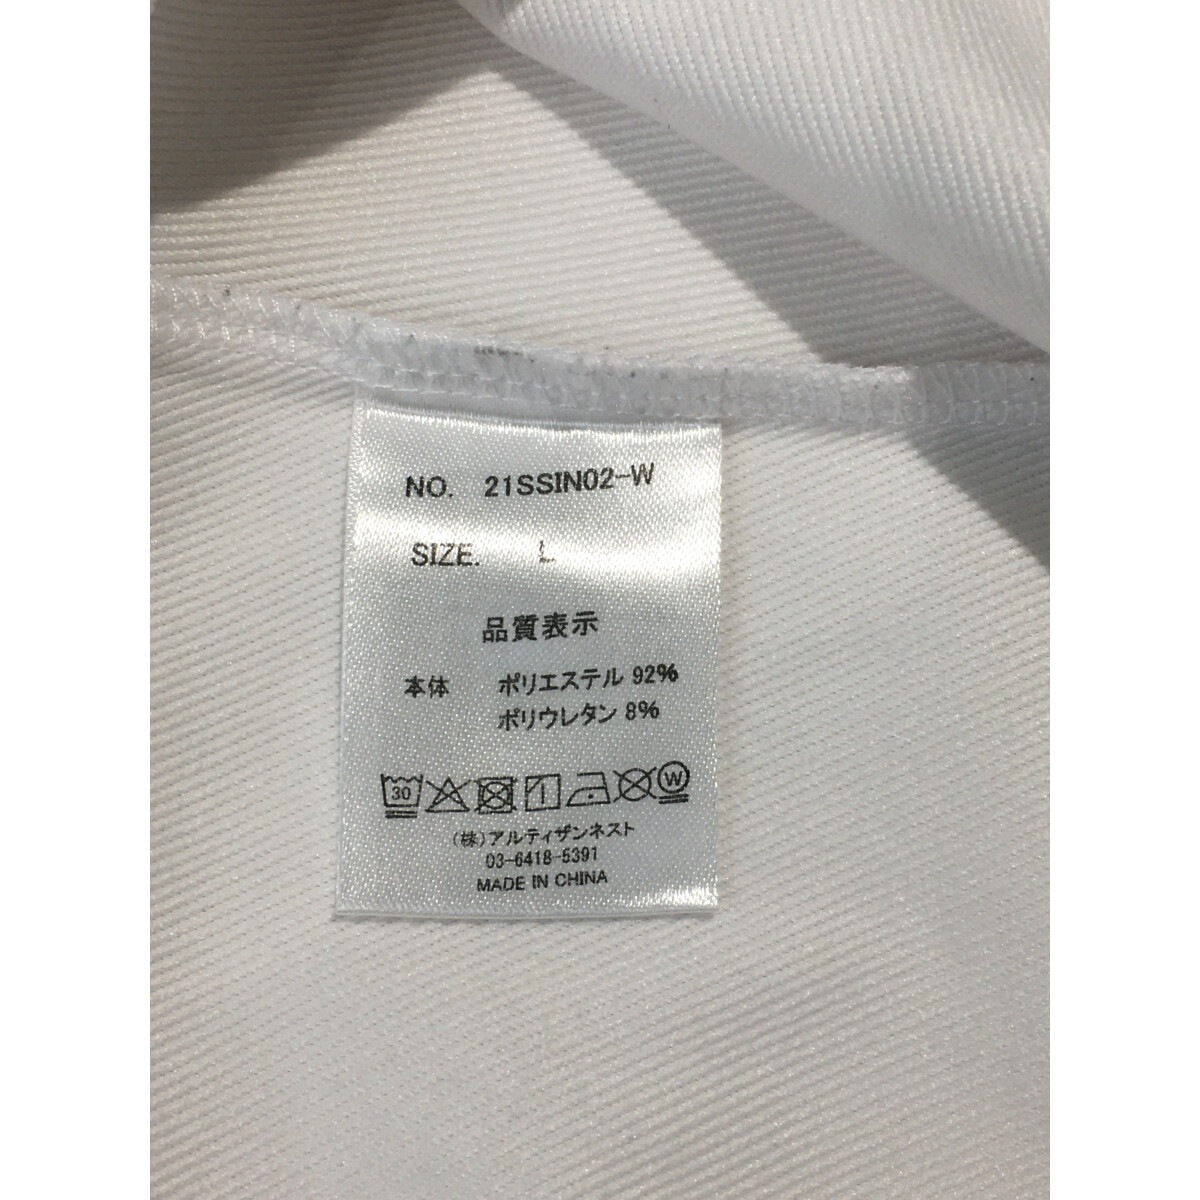 NO. 21SSIN02-W
SIZE. L
品質表示
本体 ポリエステル 92%
ポリウレタン 8%
30 W
(株)アルティザンネスト
03-6418-5391
MADE IN CHINA